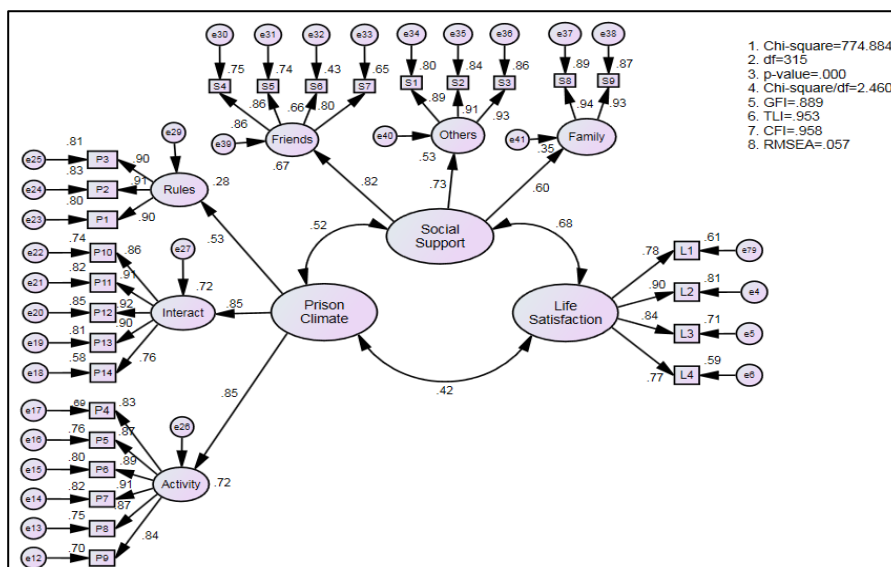 e30 e31 e32 e33 e34 e35 e36 e37 e38
.75 .74 .43 .65 .80 .84 .86 .89 .87
S4 S5 S6 S7 S1 S2 S3 S8 S9
.86 .86 .66 .80 .89 .91 .93 .94 .93
e39 Friends .67
e40 Others .53
e41 Family .35
1. Chi-square=774.884
2. df=315
3. p-value=.000
4. Chi-square/df=2.460
5. GFI=.889
6. TLI=.953
7. CFI=.958
8. RMSEA=.057
.82 .73 .60
Social
Support
.52 .68 .42
e29
Rules .28
.53
e25 .81 P3 .90
e24 .83 P2 .91
e23 .80 P1 .90
e27
Interact .72
.85
e22 .74 P10 .86
e21 .82 P11 .91
e20 .85 P12 .92
e19 .81 P13 .90
e18 .58 P14 .76
Prison
Climate
.85
e26
Activity .72
e17 .69 P4 .83
e16 .76 P5 .87
e15 .80 P6 .89
e14 .82 P7 .91
e13 .75 P8 .87
e12 .70 P9 .84
Life
Satisfaction
.78 L1 .61 e79
.90 L2 .81 e4
.84 L3 .71 e5
.77 L4 .59 e6